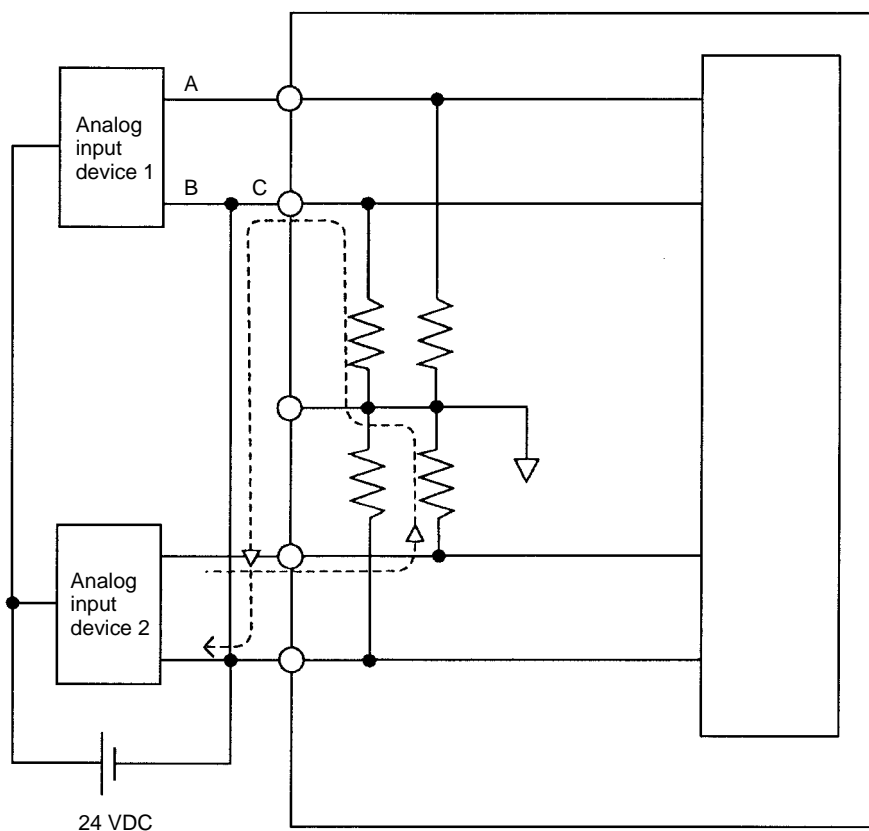 A
Analog
input
device 1
B
C
Analog
input
device 2
24 VDC